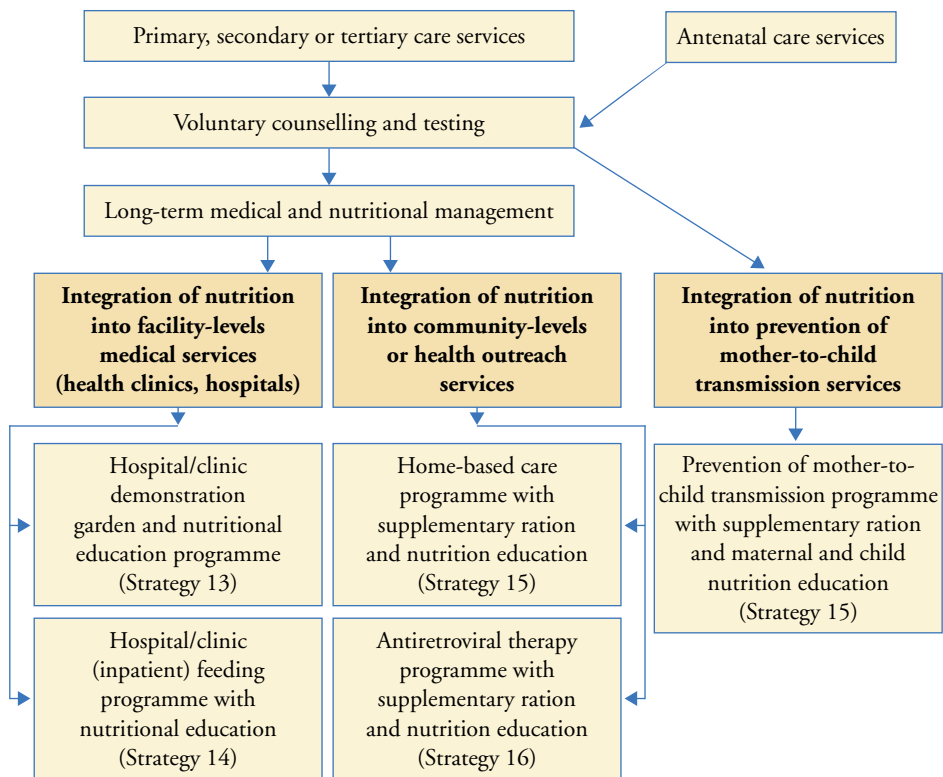 Primary, secondary or tertiary care services
Antenatal care services
Voluntary counselling and testing
Long-term medical and nutritional management
Integration of nutrition
into facility-levels
medical services
(health clinics, hospitals)
Integration of nutrition
into community-levels
or health outreach
services
Integration of nutrition
into prevention of
mother-to-child
transmission services
Hospital/clinic
demonstration
garden and nutritional
education programme
(Strategy 13)
Home-based care
programme with
supplementary ration
and nutrition education
(Strategy 15)
Prevention of mother-to-
child transmission programme
with supplementary ration
and maternal and child
nutrition education
(Strategy 15)
Hospital/clinic
(inpatient) feeding
programme with
nutritional education
(Strategy 14)
Antiretroviral therapy
programme with
supplementary ration
and nutrition education
(Strategy 16)